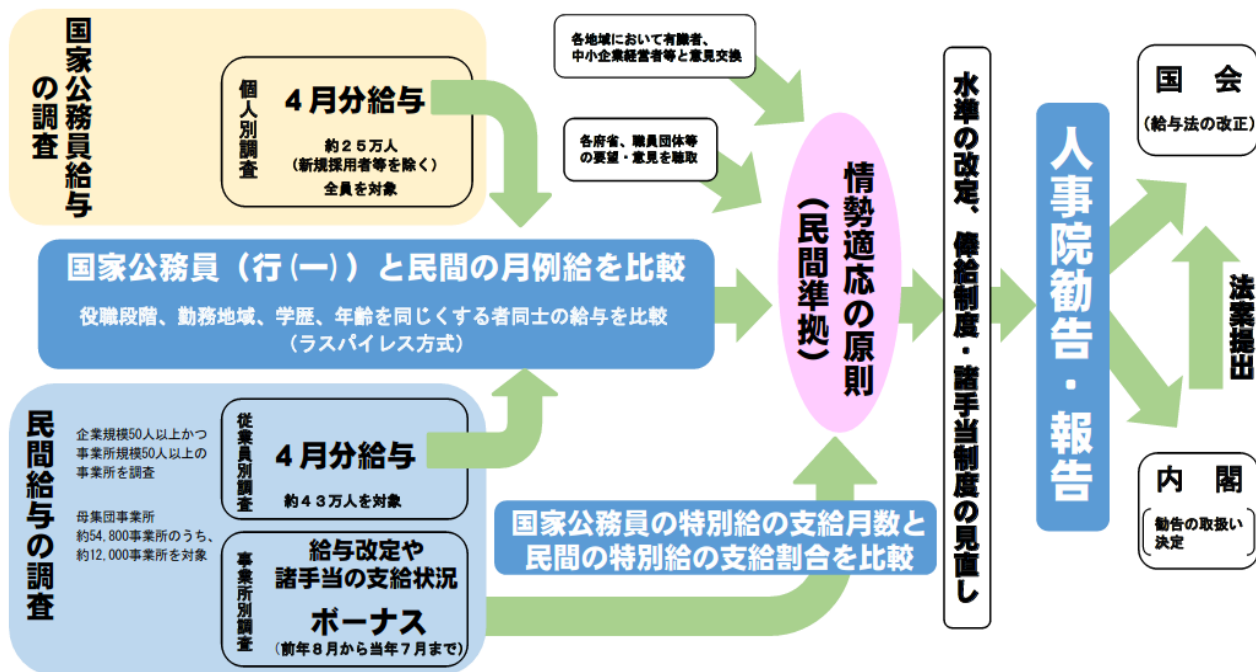 国家公務員給与
の調査
個人別調査
４月分給与
約２５万人
（新規採用者等を除く）
全員を対象
各地域において有識者、
中小企業経営者等と意見交換
各府省、職員団体等
の要望・意見を聴取
国家公務員（行(一)）と民間の月例給を比較
役職段階、勤務地域、学歴、年齢を同じくする者同士の給与を比較
（ラスパイレス方式）
民間給与の調査
企業規模50人以上かつ
事業所規模50人以上の
事業所を調査
母集団事業所
約54,800事業所のうち、
約12,000事業所を対象
従業員別調査
４月分給与
約４３万人を対象
事業所別調査
給与改定や
諸手当の支給状況
ボーナス
（前年８月から当年７月まで）
国家公務員の特別給の支給月数と
民間の特別給の支給割合を比較
情勢適応の原則
（民間準拠）
水準の改定、俸給制度・諸手当制度の見直し
人事院勧告・報告
国　会
(給与法の改正)
法案提出
内　閣
勧告の取扱い
決定